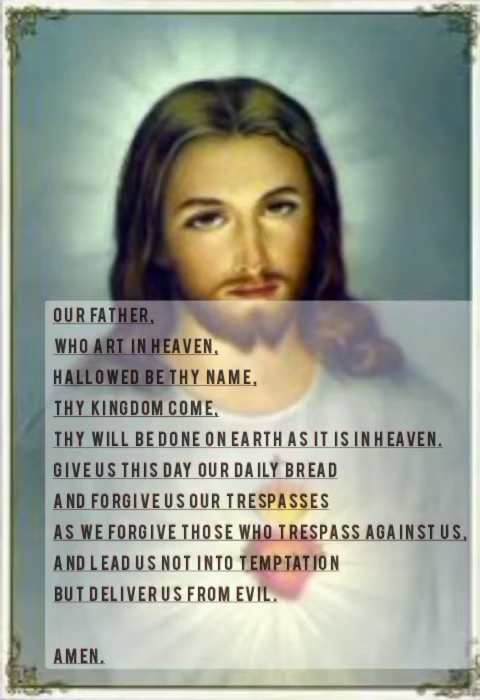 OUR FATHER,
WHO ART IN HEAVEN,
HALLOWED BE THY NAME,
THY KINGDOM COME,
THY WILL BE DONE ON EARTH AS IT IS IN HEAVEN.
GIVE US THIS DAY OUR DAILY BREAD
AND FORGIVE US OUR TRESPASSES
AS WE FORGIVE THOSE WHO TRESPASS AGAINST US,
AND LEAD US NOT INTO TEMPTATION
BUT DELIVER US FROM EVIL.
AMEN.